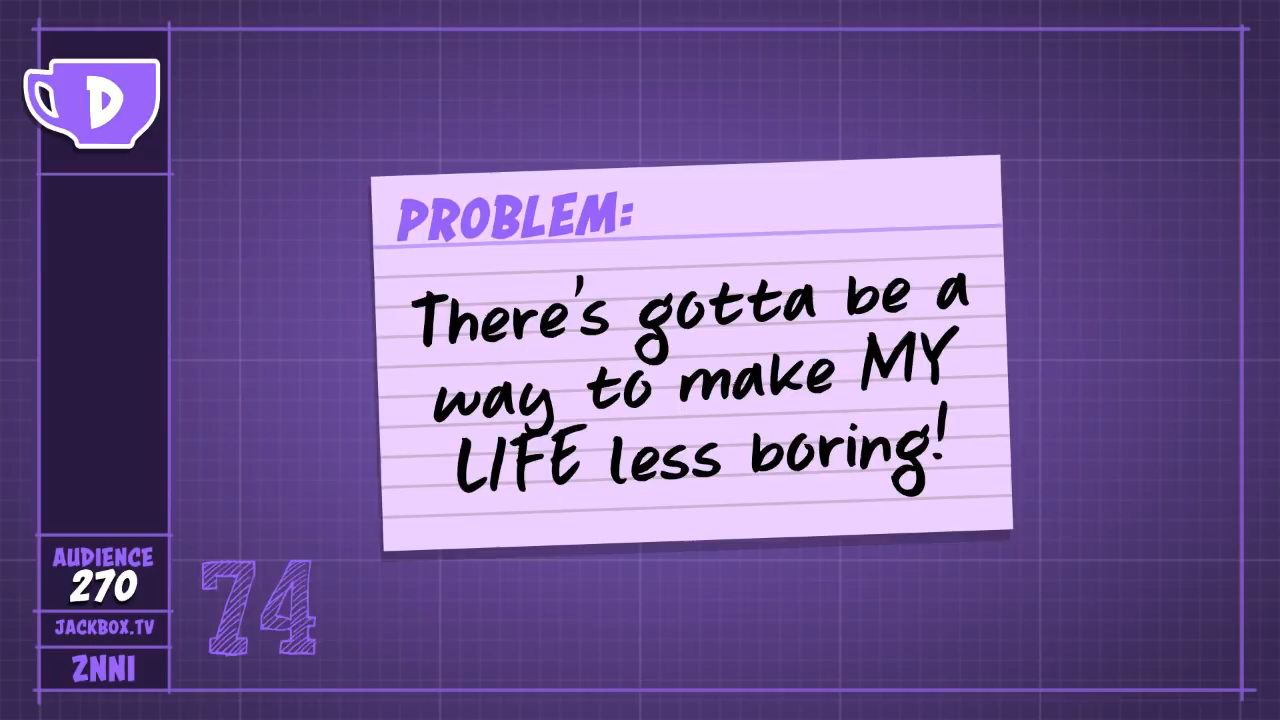 D
PROBLEM:
There's gotta be a
way to make MY
LIFE less boring!
AUDIENCE
270
JACKBOX.TV
ZNNI
74